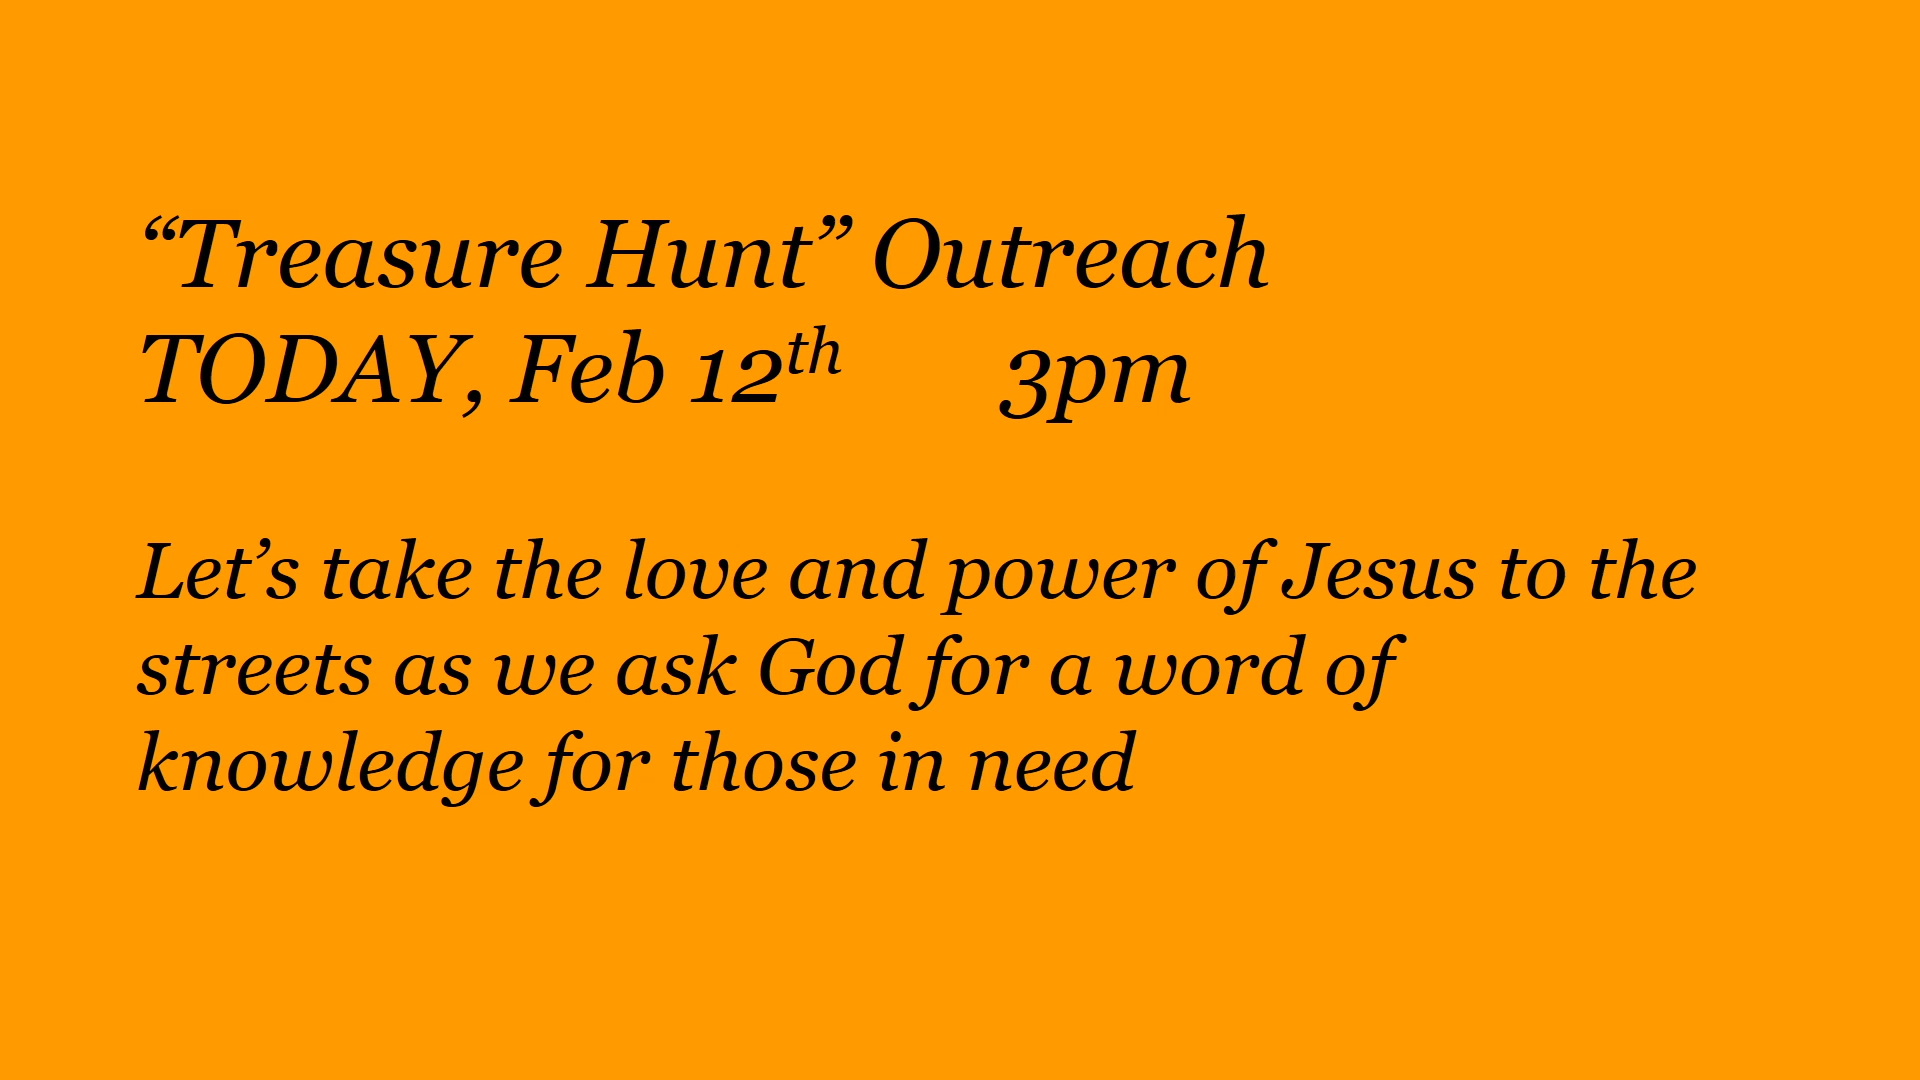 “Treasure Hunt” Outreach
TODAY, Feb 12th 3pm
Let’s take the love and power of Jesus to the
streets as we ask God for a word of
knowledge for those in need